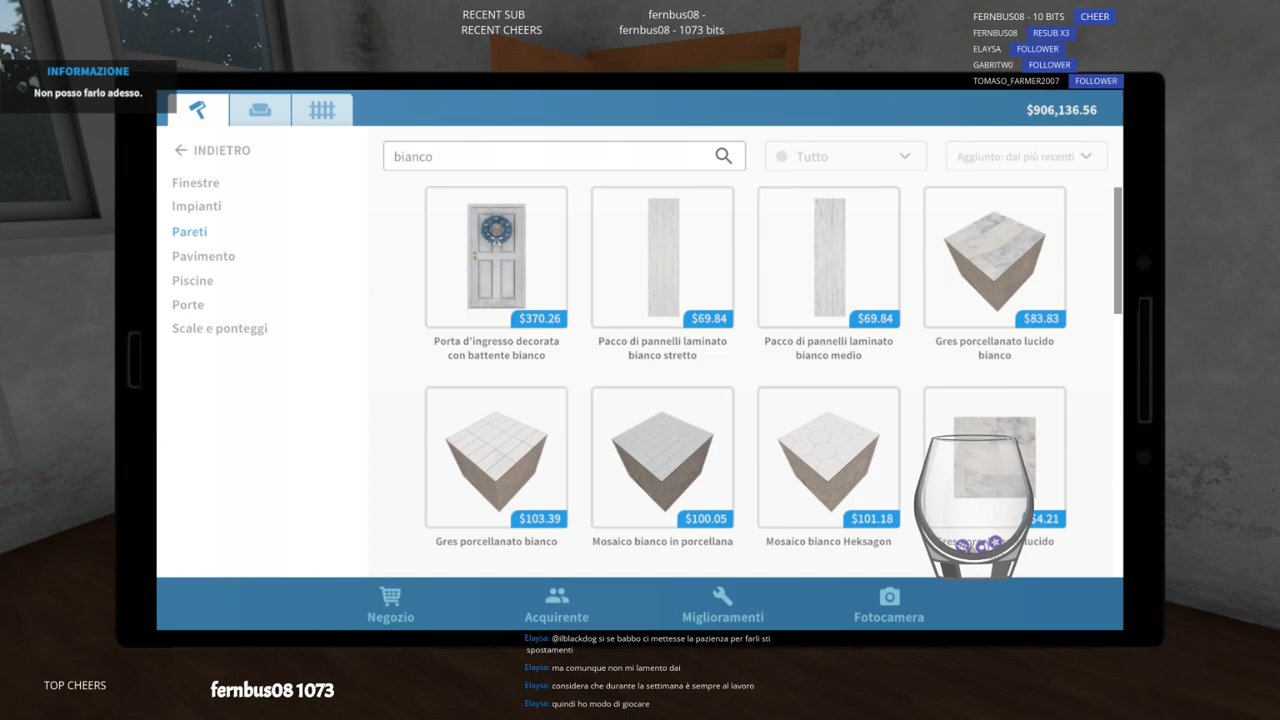 RECENT SUB
RECENT CHEERS
fernbus08 -
fernbus08 - 1073 bits
FERNBUS08 - 10 BITS CHEER
FERNBUS08 RESUB X3
ELAYSA FOLLOWER
GABRITW0 FOLLOWER
TOMASO_FARMER2007 FOLLOWER
INFORMAZIONE
Non posso farlo adesso.
$906,136.56
INDIETRO
Finestre
Impianti
Pareti
Pavimento
Piscine
Porte
Scale e ponteggi
bianco
Tutto
Aggiunto: dai più recenti
$370.26
Porta d'ingresso decorata
con battente bianco
$69.84
Pacco di pannelli laminato
bianco stretto
$69.84
Pacco di pannelli laminato
bianco medio
$83.83
Gres porcellanato lucido
bianco
$103.39
Gres porcellanato bianco
$100.05
Mosaico bianco in porcellana
$101.18
Mosaico bianco Heksagon
$4.21
lucido
Negozio
Acquirente
Miglioramenti
Fotocamera
Elaysa: @ilblackdog si se babbo ci mettesse la pazienza per farli sti
spostamenti
Elaysa: ma comunque non mi lamento dai
Elaysa: considera che durante la settimana è sempre al lavoro
Elaysa: quindi ho modo di giocare
TOP CHEERS
fernbus08 1073